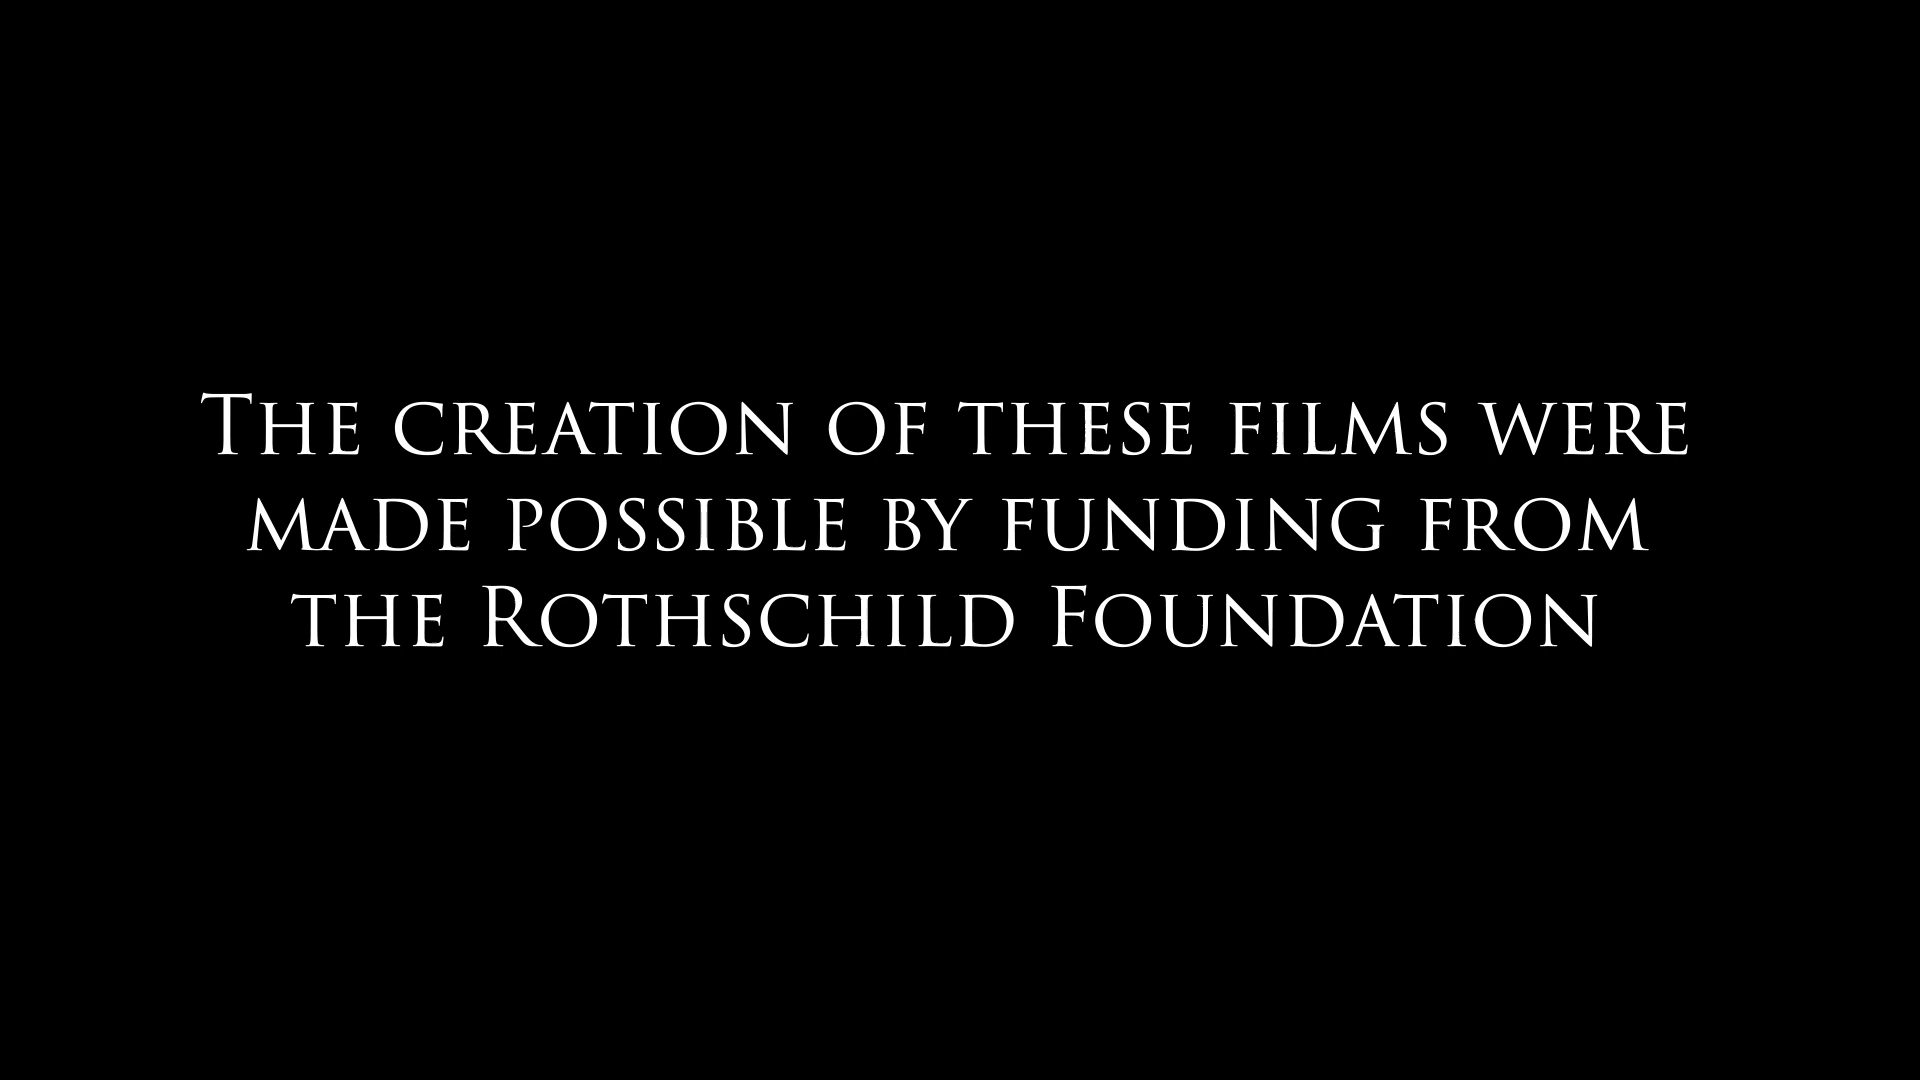 The creation of these films were
made possible by funding from
the Rothschild Foundation